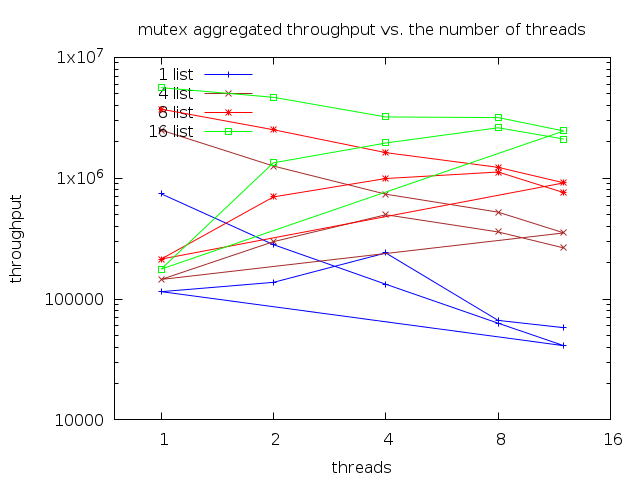 mutex aggregated throughput vs. the number of threads
1x10^7
1x10^6
100000
10000
throughput
1 list
4 list
8 list
16 list
1 2 4 8 16
threads